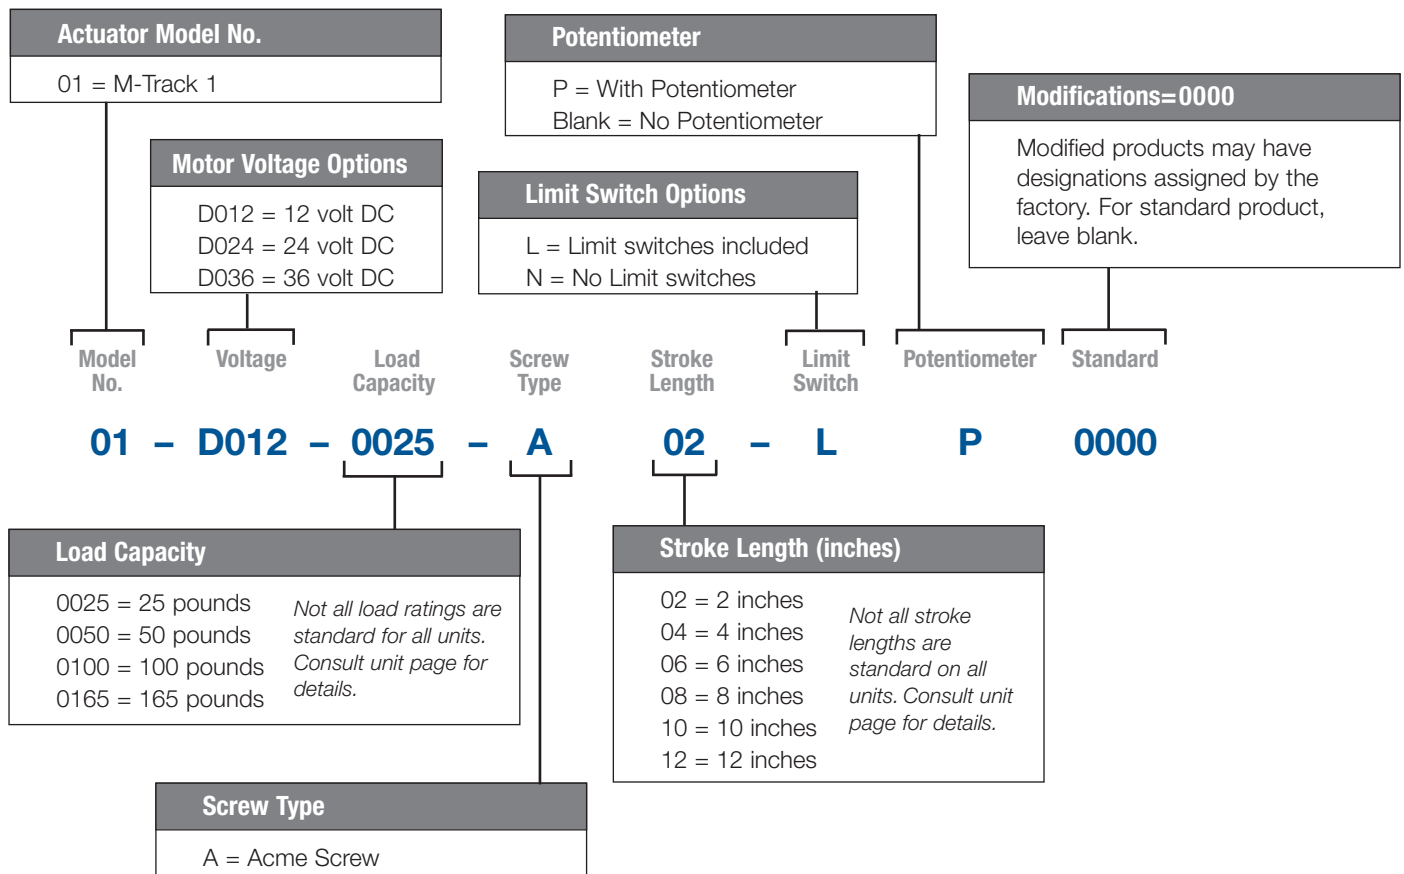 Actuator Model No.
01 = M-Track 1
Potentiometer
P = With Potentiometer
Blank = No Potentiometer
Modifications=0000
Modified products may have
designations assigned by the
factory. For standard product,
leave blank.
Motor Voltage Options
D012 = 12 volt DC
D024 = 24 volt DC
D036 = 36 volt DC
Limit Switch Options
L = Limit switches included
N = No Limit switches
Model
No.
Voltage
Load
Capacity
Screw
Type
Stroke
Length
Limit
Switch
Potentiometer
Standard
01 – D012 – 0025 – A 02 – L P 0000
Load Capacity
0025 = 25 pounds
0050 = 50 pounds
0100 = 100 pounds
0165 = 165 pounds
Not all load ratings are
standard for all units.
Consult unit page for
details.
Stroke Length (inches)
02 = 2 inches
04 = 4 inches
06 = 6 inches
08 = 8 inches
10 = 10 inches
12 = 12 inches
Not all stroke
lengths are
standard on all
units. Consult unit
page for details.
Screw Type
A = Acme Screw